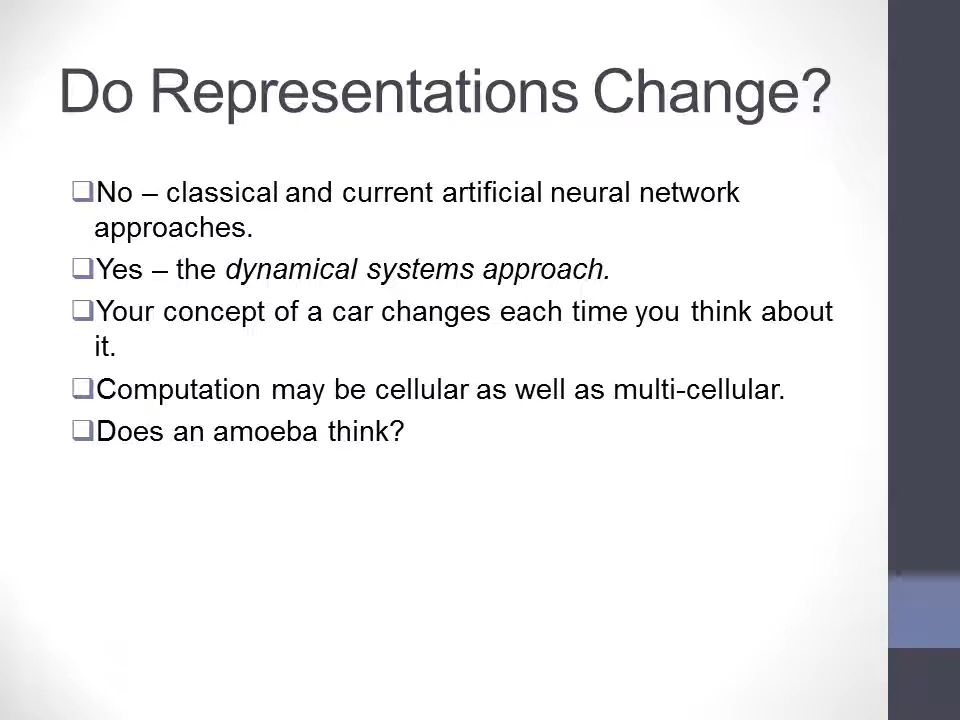 Do Representations Change?
❑No – classical and current artificial neural network
approaches.
❑Yes – the dynamical systems approach.
❑Your concept of a car changes each time you think about
it.
❑Computation may be cellular as well as multi-cellular.
❑Does an amoeba think?